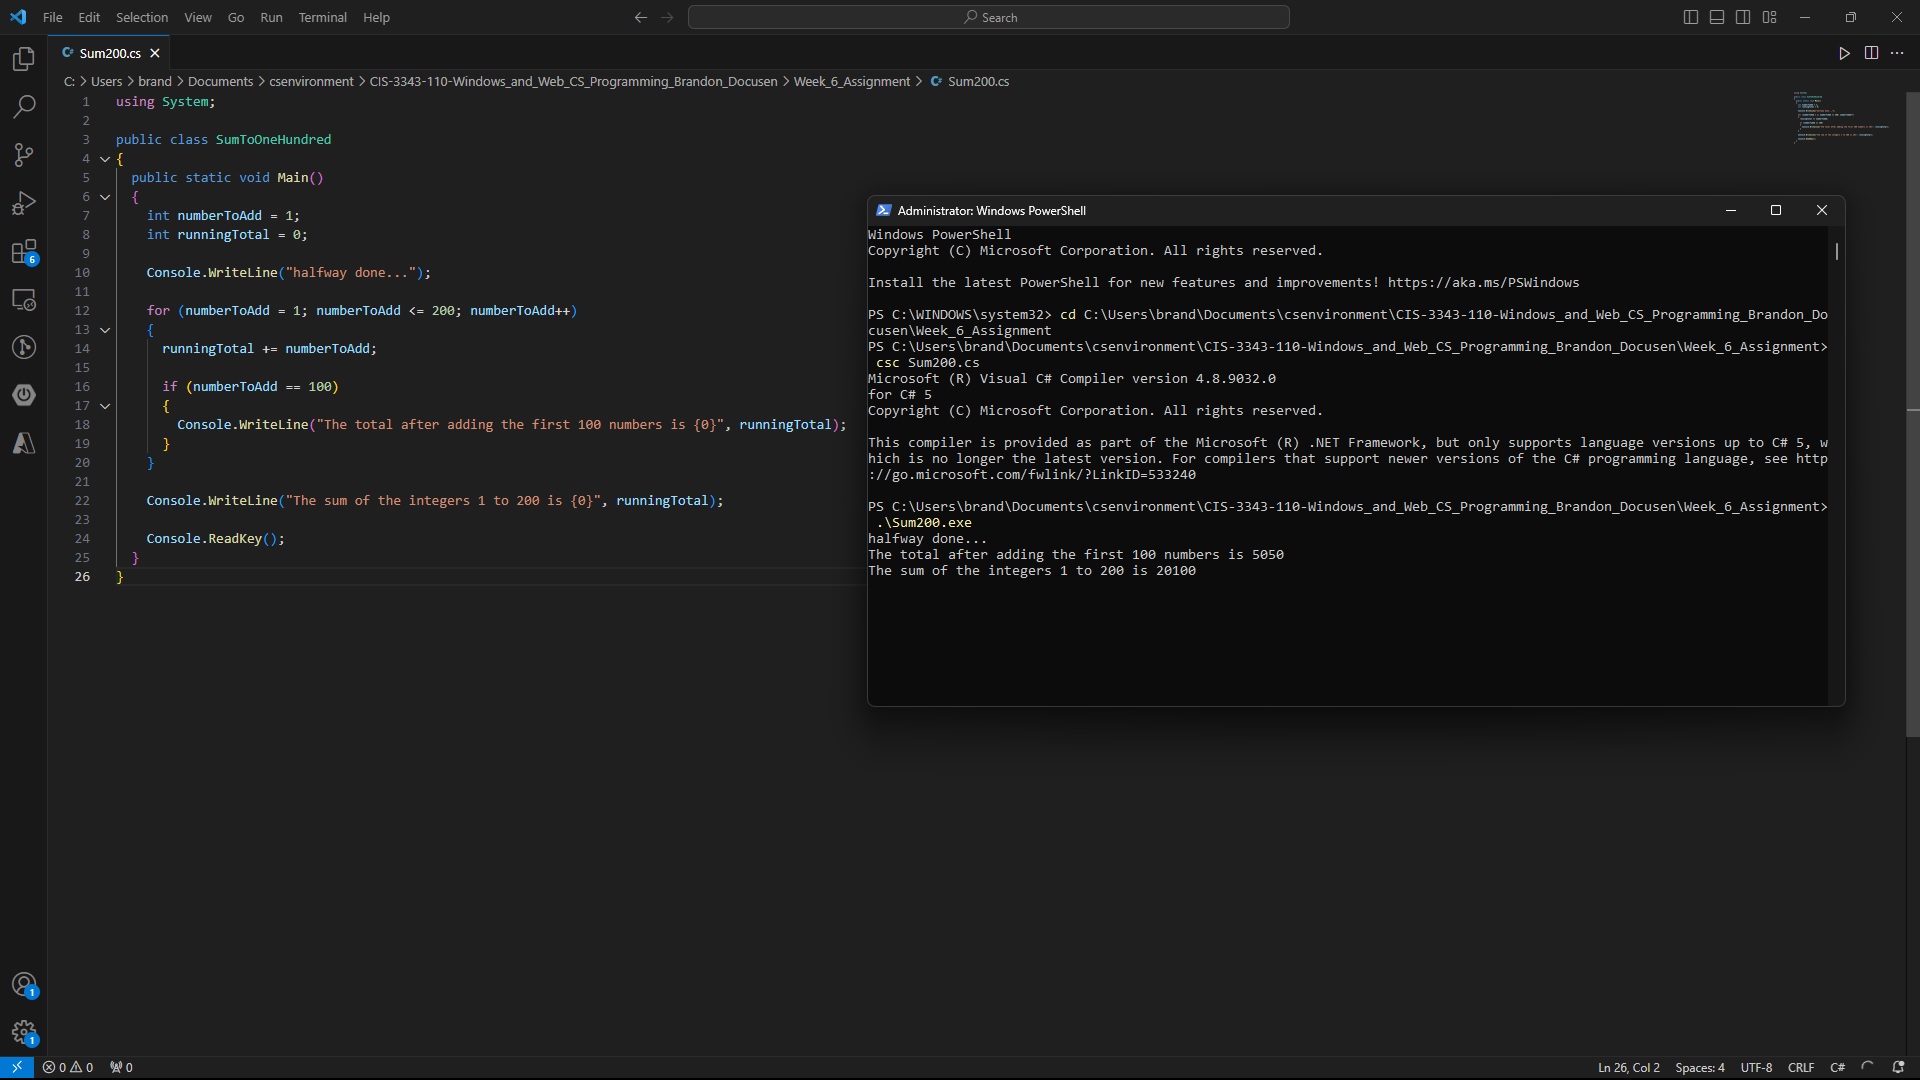 File Edit Selection View Go Run Terminal Help
Search
Sum200.cs
C: > Users > brand > Documents > csenvironment > CIS-3343-110-Windows_and_Web_CS_Programming_Brandon_Docusen > Week_6_Assignment > Sum200.cs
1 using System;
2
3 public class SumToOneHundred
4 {
5 public static void Main()
6 {
7 int numberToAdd = 1;
8 int runningTotal = 0;
9
10 Console.WriteLine("halfway done...");
11
12 for (numberToAdd = 1; numberToAdd <= 200; numberToAdd++)
13 {
14 runningTotal += numberToAdd;
15
16 if (numberToAdd == 100)
17 {
18 Console.WriteLine("The total after adding the first 100 numbers is {0}", runningTotal);
19 }
20 }
21
22 Console.WriteLine("The sum of the integers 1 to 200 is {0}", runningTotal);
23
24 Console.ReadKey();
25 }
26 }
Administrator: Windows PowerShell
Windows PowerShell
Copyright (C) Microsoft Corporation. All rights reserved.
Install the latest PowerShell for new features and improvements! https://aka.ms/PSWindows
PS C:\WINDOWS\system32> cd C:\Users\brand\Documents\csenvironment\CIS-3343-110-Windows_and_Web_CS_Programming_Brandon_Do
cusen\Week_6_Assignment
PS C:\Users\brand\Documents\csenvironment\CIS-3343-110-Windows_and_Web_CS_Programming_Brandon_Docusen\Week_6_Assignment>
csc Sum200.cs
Microsoft (R) Visual C# Compiler version 4.8.9032.0
for C# 5
Copyright (C) Microsoft Corporation. All rights reserved.
This compiler is provided as part of the Microsoft (R) .NET Framework, but only supports language versions up to C# 5, w
hich is no longer the latest version. For compilers that support newer versions of the C# programming language, see http
://go.microsoft.com/fwlink/?LinkID=533240
PS C:\Users\brand\Documents\csenvironment\CIS-3343-110-Windows_and_Web_CS_Programming_Brandon_Docusen\Week_6_Assignment>
.\Sum200.exe
halfway done...
The total after adding the first 100 numbers is 5050
The sum of the integers 1 to 200 is 20100
6
1
1
0 0 0
Ln 26, Col 2 Spaces: 4 UTF-8 CRLF C#